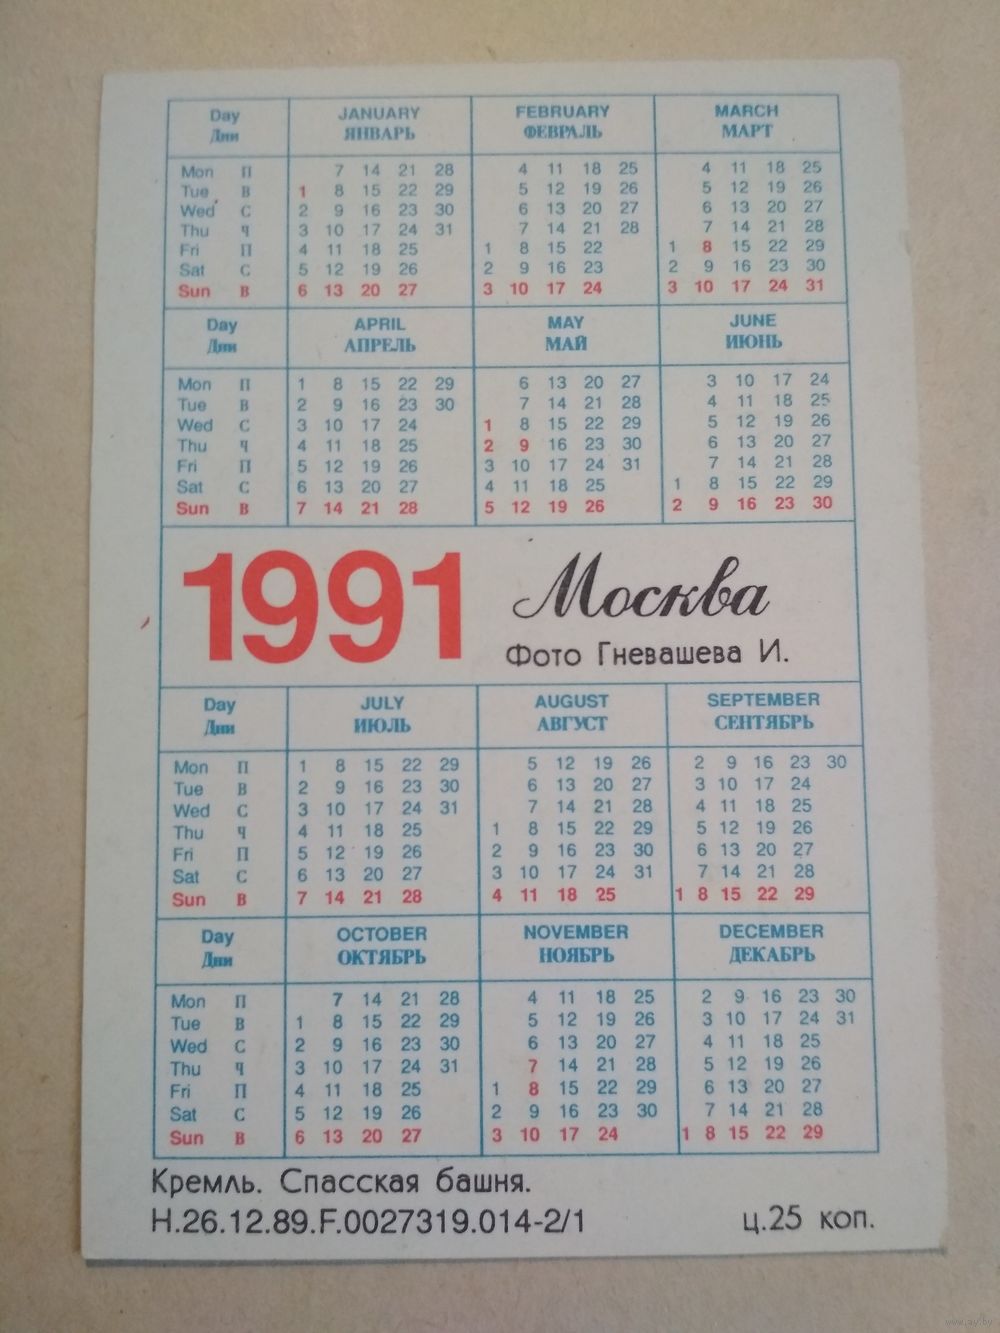 Day JANUARY FEBRUARY MARCH
Дни ЯНВАРЬ ФЕВРАЛЬ МАРТ
Mon П 7 14 21 28 4 11 18 25 4 11 18 25
Tue В 1 8 15 22 29 5 12 19 26 5 12 19 26
Wed С 2 9 16 23 30 6 13 20 27 6 13 20 27
Thu Ч 3 10 17 24 31 7 14 21 28 7 14 21 28
Fri П 4 11 18 25 1 8 15 22 1 8 15 22 29
Sat С 5 12 19 26 2 9 16 23 2 9 16 23 30
Sun В 6 13 20 27 3 10 17 24 3 10 17 24 31
Day APRIL MAY JUNE
Дни АПРЕЛЬ МАЙ ИЮНЬ
Mon П 1 8 15 22 29 6 13 20 27 3 10 17 24
Tue В 2 9 16 23 30 7 14 21 28 4 11 18 25
Wed С 3 10 17 24 1 8 15 22 29 5 12 19 26
Thu Ч 4 11 18 25 2 9 16 23 30 6 13 20 27
Fri П 5 12 19 26 3 10 17 24 31 7 14 21 28
Sat С 6 13 20 27 4 11 18 25 1 8 15 22 29
Sun В 7 14 21 28 5 12 19 26 2 9 16 23 30
1991 Москва
Фото Гневашева И.
Day JULY AUGUST SEPTEMBER
Дни ИЮЛЬ АВГУСТ СЕНТЯБРЬ
Mon П 1 8 15 22 29 5 12 19 26 2 9 16 23 30
Tue В 2 9 16 23 30 6 13 20 27 3 10 17 24
Wed С 3 10 17 24 31 7 14 21 28 4 11 18 25
Thu Ч 4 11 18 25 1 8 15 22 29 5 12 19 26
Fri П 5 12 19 26 2 9 16 23 30 6 13 20 27
Sat С 6 13 20 27 3 10 17 24 31 7 14 21 28
Sun В 7 14 21 28 4 11 18 25 1 8 15 22 29
Day OCTOBER NOVEMBER DECEMBER
Дни ОКТЯБРЬ НОЯБРЬ ДЕКАБРЬ
Mon П 7 14 21 28 4 11 18 25 2 9 16 23 30
Tue В 1 8 15 22 29 5 12 19 26 3 10 17 24 31
Wed С 2 9 16 23 30 6 13 20 27 4 11 18 25
Thu Ч 3 10 17 24 31 7 14 21 28 5 12 19 26
Fri П 4 11 18 25 1 8 15 22 29 6 13 20 27
Sat С 5 12 19 26 2 9 16 23 30 7 14 21 28
Sun В 6 13 20 27 3 10 17 24 1 8 15 22 29
Кремль. Спасская башня.
Н.26.12.89.F.0027319.014-2/1 ц.25 коп.
www.ay.by